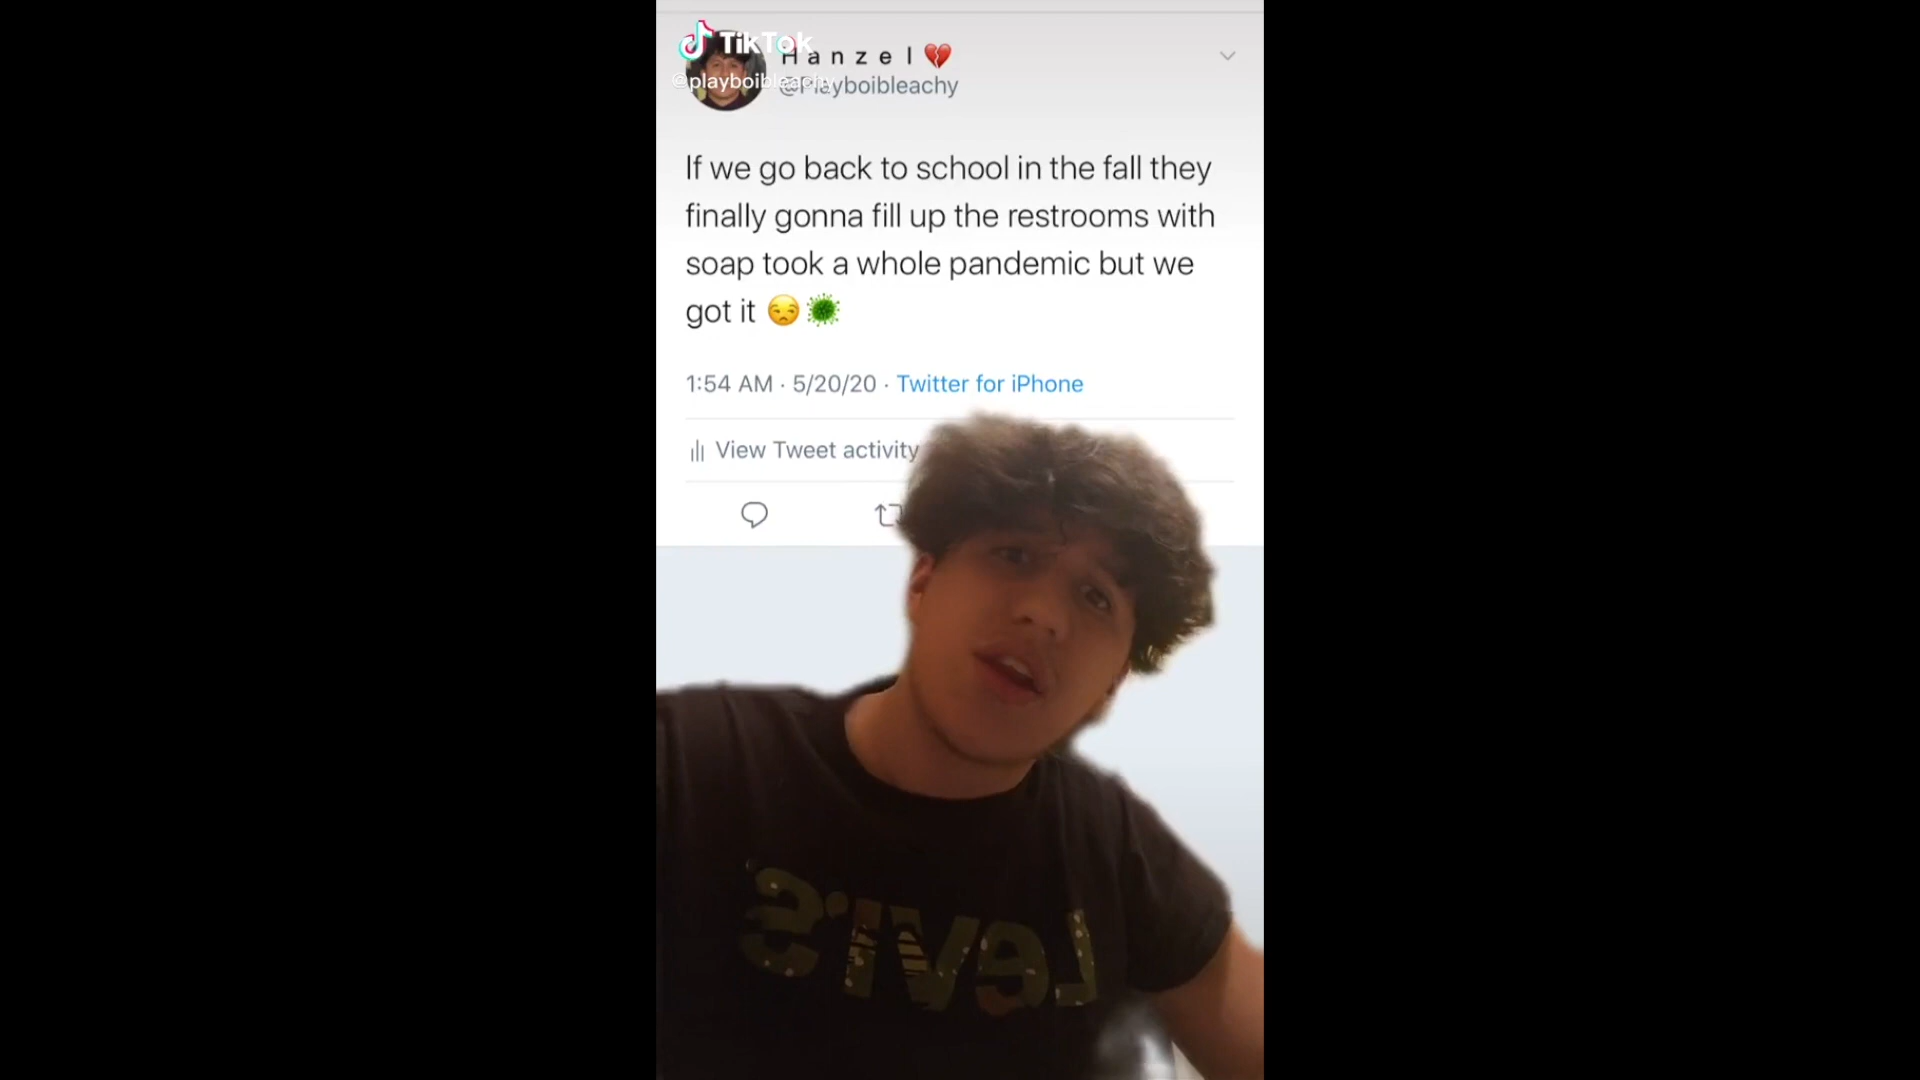 TikTok
@playboibleachy
H a n z e l 💔
@Playboibleachy
If we go back to school in the fall they
finally gonna fill up the restrooms with
soap took a whole pandemic but we
got it 😒🦠
1:54 AM · 5/20/20 · Twitter for iPhone
View Tweet activity
LEVI'S